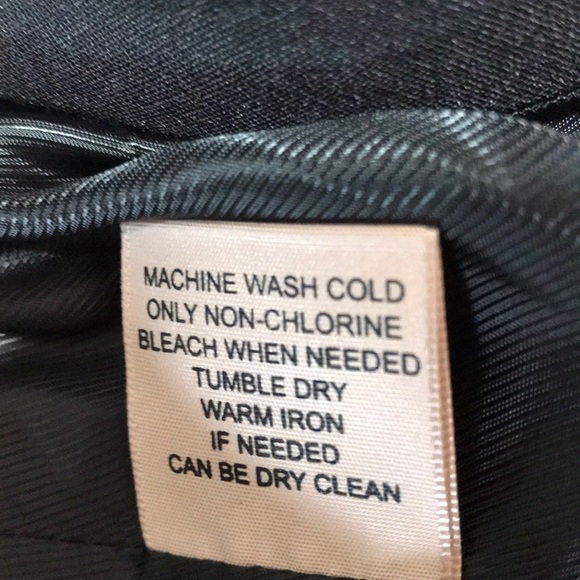 MACHINE WASH COLD
ONLY NON-CHLORINE
BLEACH WHEN NEEDED
TUMBLE DRY
WARM IRON
IF NEEDED
CAN BE DRY CLEAN